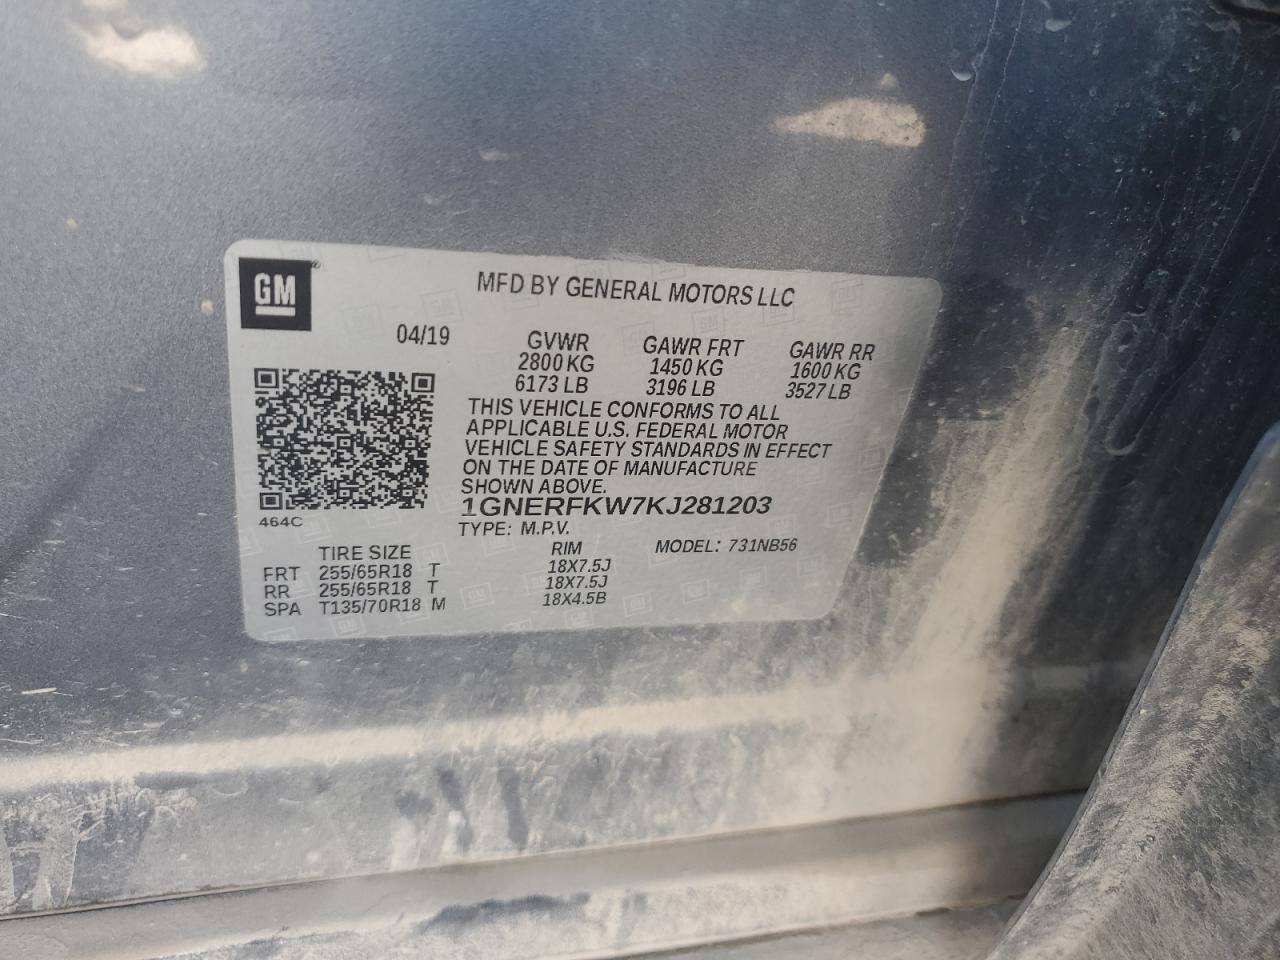 GM
MFD BY GENERAL MOTORS LLC
04/19
GVWR GAWR FRT GAWR RR
2800 KG 1450 KG 1600 KG
6173 LB 3196 LB 3527 LB
THIS VEHICLE CONFORMS TO ALL
APPLICABLE U.S. FEDERAL MOTOR
VEHICLE SAFETY STANDARDS IN EFFECT
ON THE DATE OF MANUFACTURE
SHOWN ABOVE.
1GNERFKW7KJ281203
464C
TYPE: M.P.V.
TIRE SIZE RIM MODEL: 731NB56
FRT 255/65R18 T 18X7.5J
RR 255/65R18 T 18X7.5J
SPA T135/70R18 M 18X4.5B